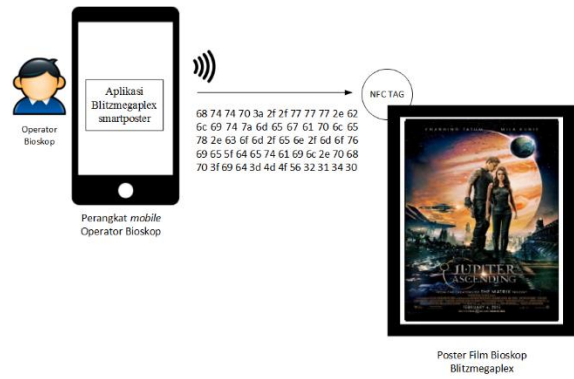 Aplikasi
Blitzmegaplex
smartposter
Operator
Bioskop
Perangkat mobile
Operator Bioskop
68 74 74 70 3a 2f 2f 77 77 77 2e 62
6c 69 74 7a 6d 65 67 61 70 6c 65
78 2e 63 6f 6d 2f 65 6e 2f 6d 6f 76
69 65 5f 64 65 74 61 69 6c 2e 70 68
70 3f 69 64 3d 4d 4f 56 32 31 34 30
NFC TAG
CHANNING TATUM MILA KUNIS
JUPITER
ASCENDING
Poster Film Bioskop
Blitzmegaplex